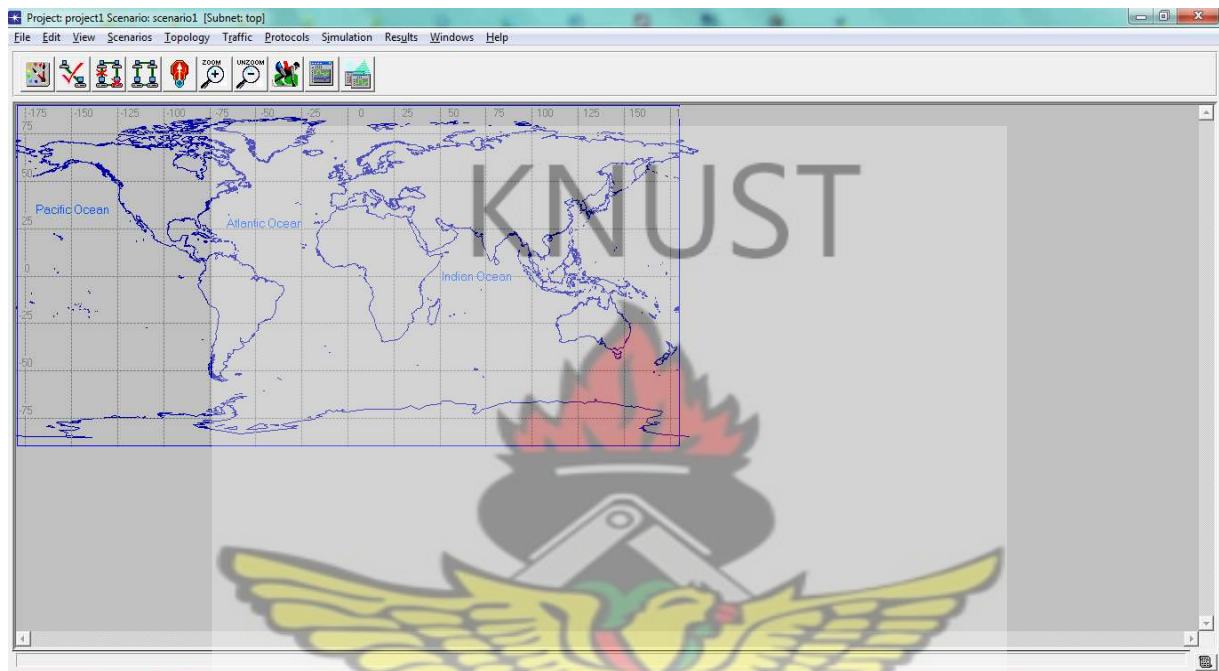 Project: project1 Scenario: scenario1 [Subnet: top]
File Edit View Scenarios Topology Traffic Protocols Simulation Results Windows Help
ZOOM UNZOOM
-175 -150 -125 -100 -75 -50 -25 0 25 50 75 100 125 150
75
50
KNUST
Pacific Ocean
Atlantic Ocean
25
0
Indian Ocean
-25
-50
-75